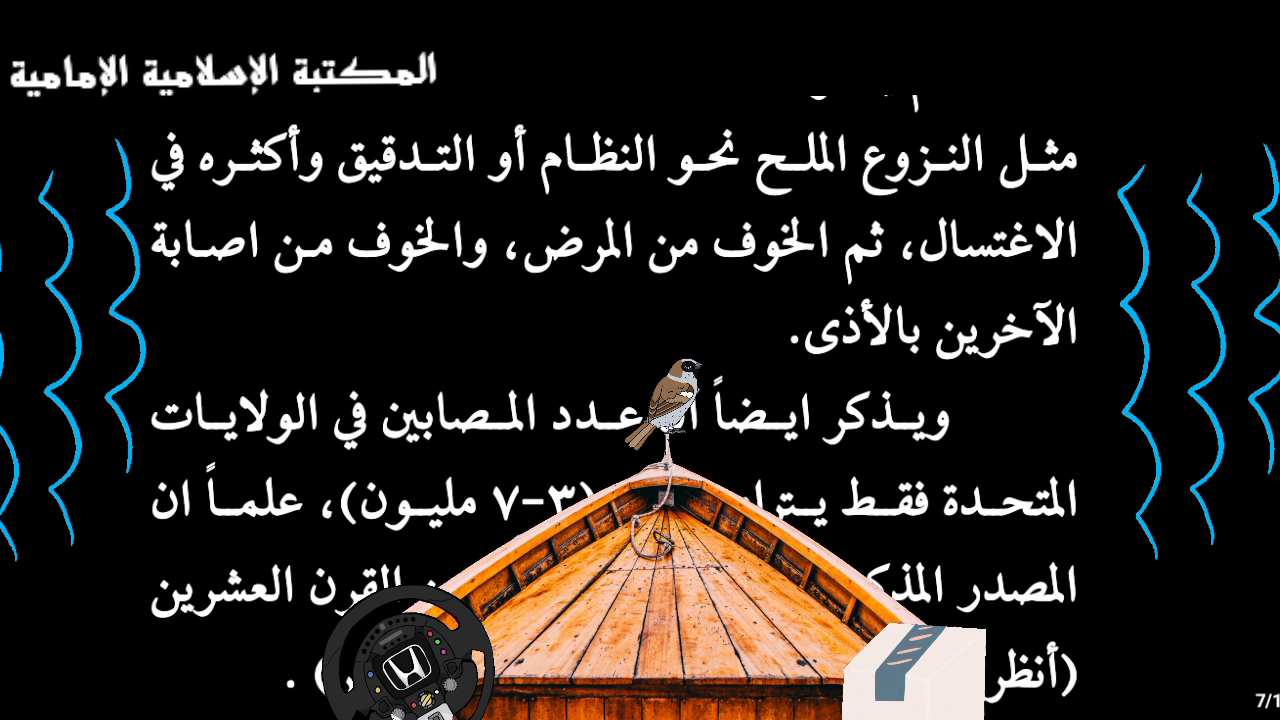 المكتبة الإسلامية الإمامية
مثل النزوع الملح نحو النظام أو التدقيق وأكثره في
الاغتسال، ثم الخوف من المرض، والخوف من اصابة
الآخرين بالأذى.
ويذكر ايضاً عدد المصابين في الولايات
المتحدة فقط (٣-٧ مليون)، علماً ان
المصدر القرن العشرين
(أنظر ) .
7/1